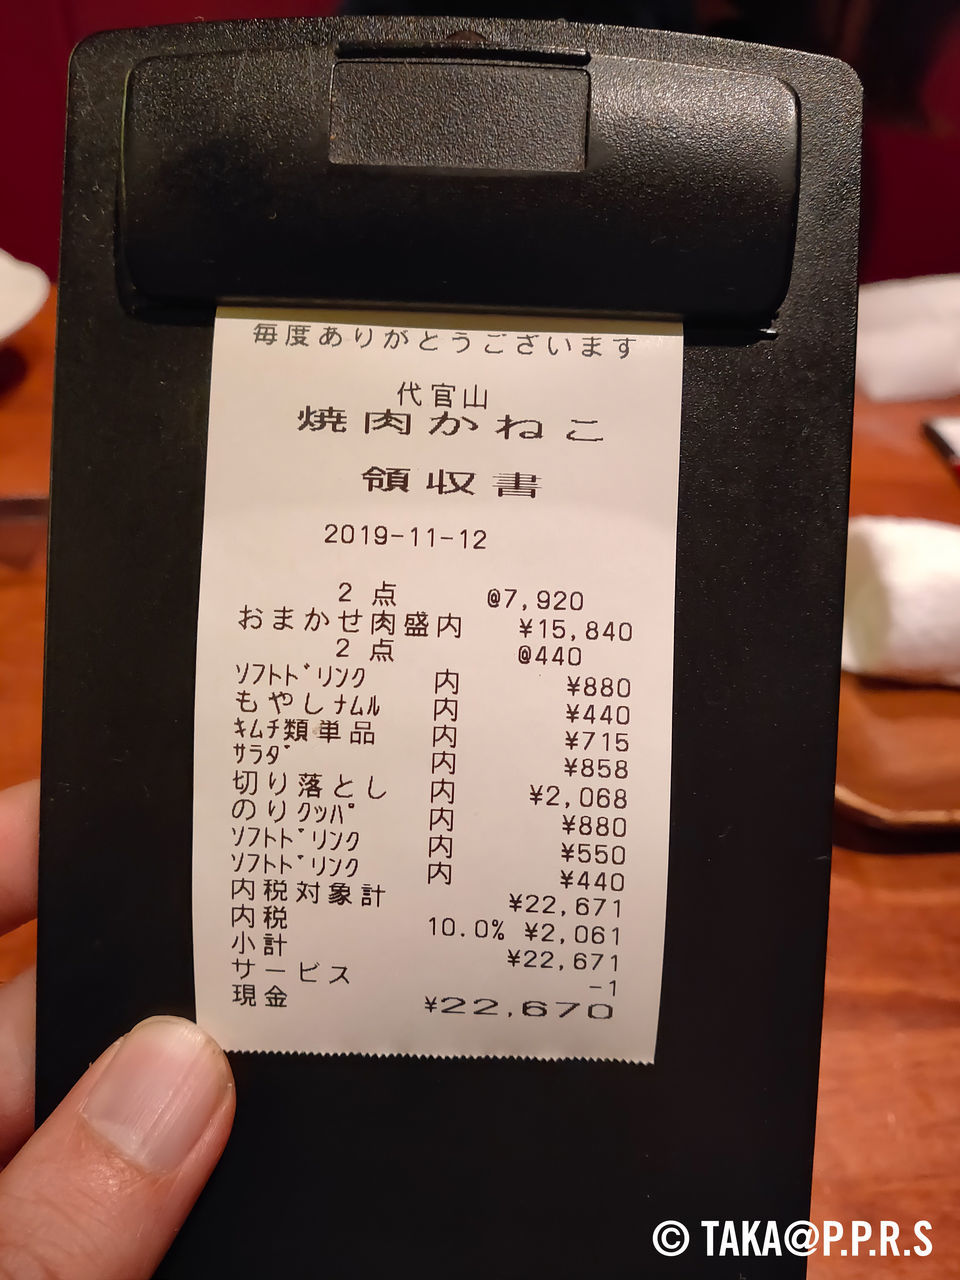 毎度ありがとうございます
代官山
焼肉かねこ
領収書
2019-11-12
2点 @7,920
おまかせ肉盛内 ¥15,840
2点 @440
ｿﾌﾄﾄﾞﾘﾝｸ 内 ¥880
もやしﾅﾑﾙ 内 ¥440
ｷﾑﾁ類単品 内 ¥715
ｻﾗﾀﾞ 内 ¥858
切り落とし 内 ¥2,068
のりｸｯﾊﾟ 内 ¥880
ｿﾌﾄﾄﾞﾘﾝｸ 内 ¥550
ｿﾌﾄﾄﾞﾘﾝｸ 内 ¥440
内税対象計 ¥22,671
内税 10.0% ¥2,061
小計 ¥22,671
サービス -1
現金 ¥22,670
© TAKA@P.P.R.S